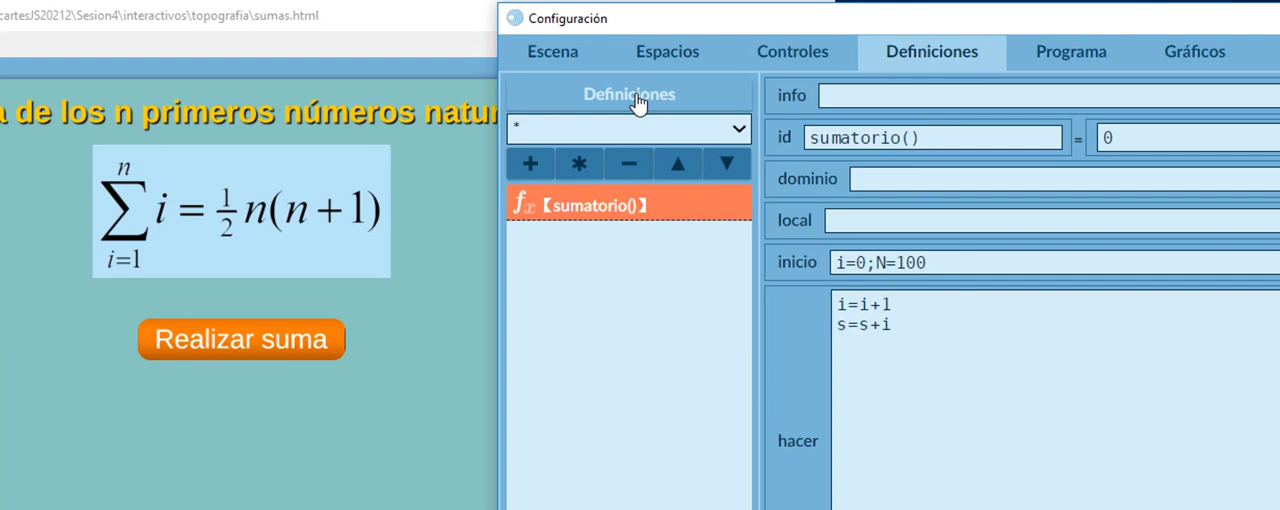 cartesJS20212\Sesion4\interactivos\topografia\sumas.html
a de los n primeros números natur
n
∑ i = 1/2 n(n+1)
i=1
Realizar suma
Configuración
Escena Espacios Controles Definiciones Programa Gráficos
Definiciones
*
+ ∗ − ▲ ▼
fx【sumatorio()】
info
id sumatorio() = 0
dominio
local
inicio i=0;N=100
hacer
i=i+1
s=s+i